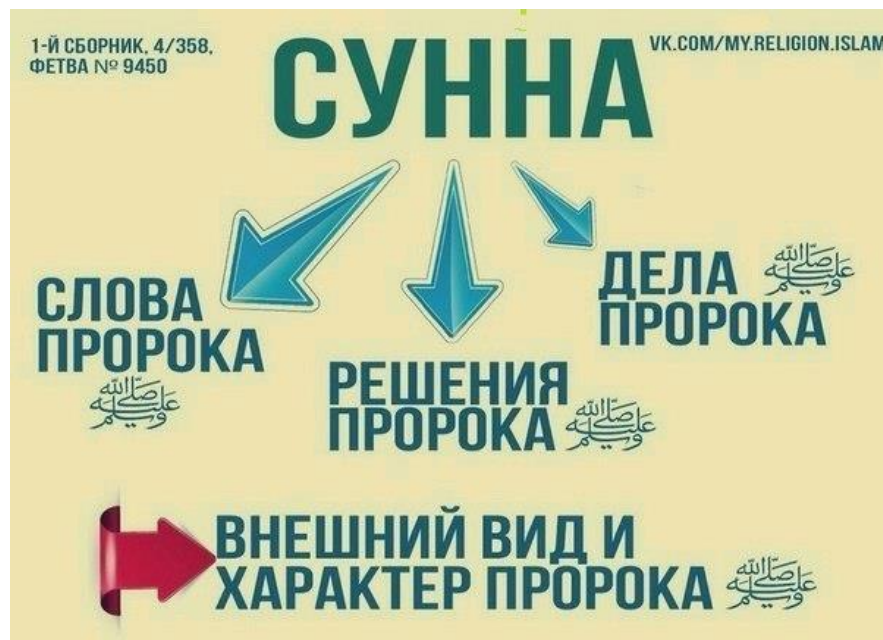 1-Й СБОРНИК, 4/358,
ФЕТВА № 9450
VK.COM/MY.RELIGION.ISLAM
СУННА
СЛОВА
ПРОРОКА
صلى الله عليه وسلم
РЕШЕНИЯ
ПРОРОКА صلى الله عليه وسلم
ДЕЛА صلى الله عليه وسلم
ПРОРОКА
ВНЕШНИЙ ВИД И
ХАРАКТЕР ПРОРОКА صلى الله عليه وسلم